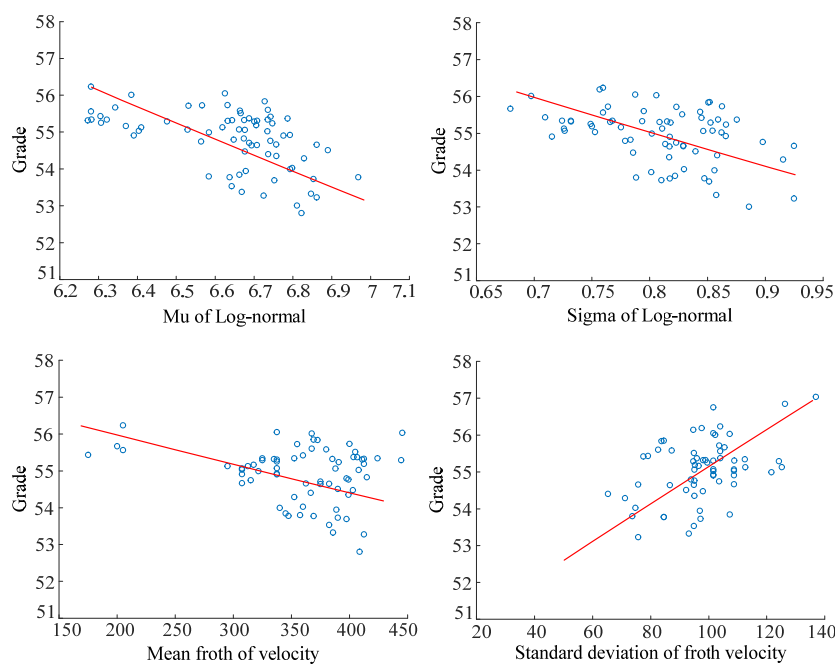 58
57
56
55
54
53
52
51
Grade
6.2 6.3 6.4 6.5 6.6 6.7 6.8 6.9 7 7.1
Mu of Log-normal
58
57
56
55
54
53
52
51
Grade
0.65 0.7 0.75 0.8 0.85 0.9 0.95
Sigma of Log-normal
58
57
56
55
54
53
52
51
Grade
150 200 250 300 350 400 450
Mean froth of velocity
58
57
56
55
54
53
52
51
Grade
20 40 60 80 100 120 140
Standard deviation of froth velocity